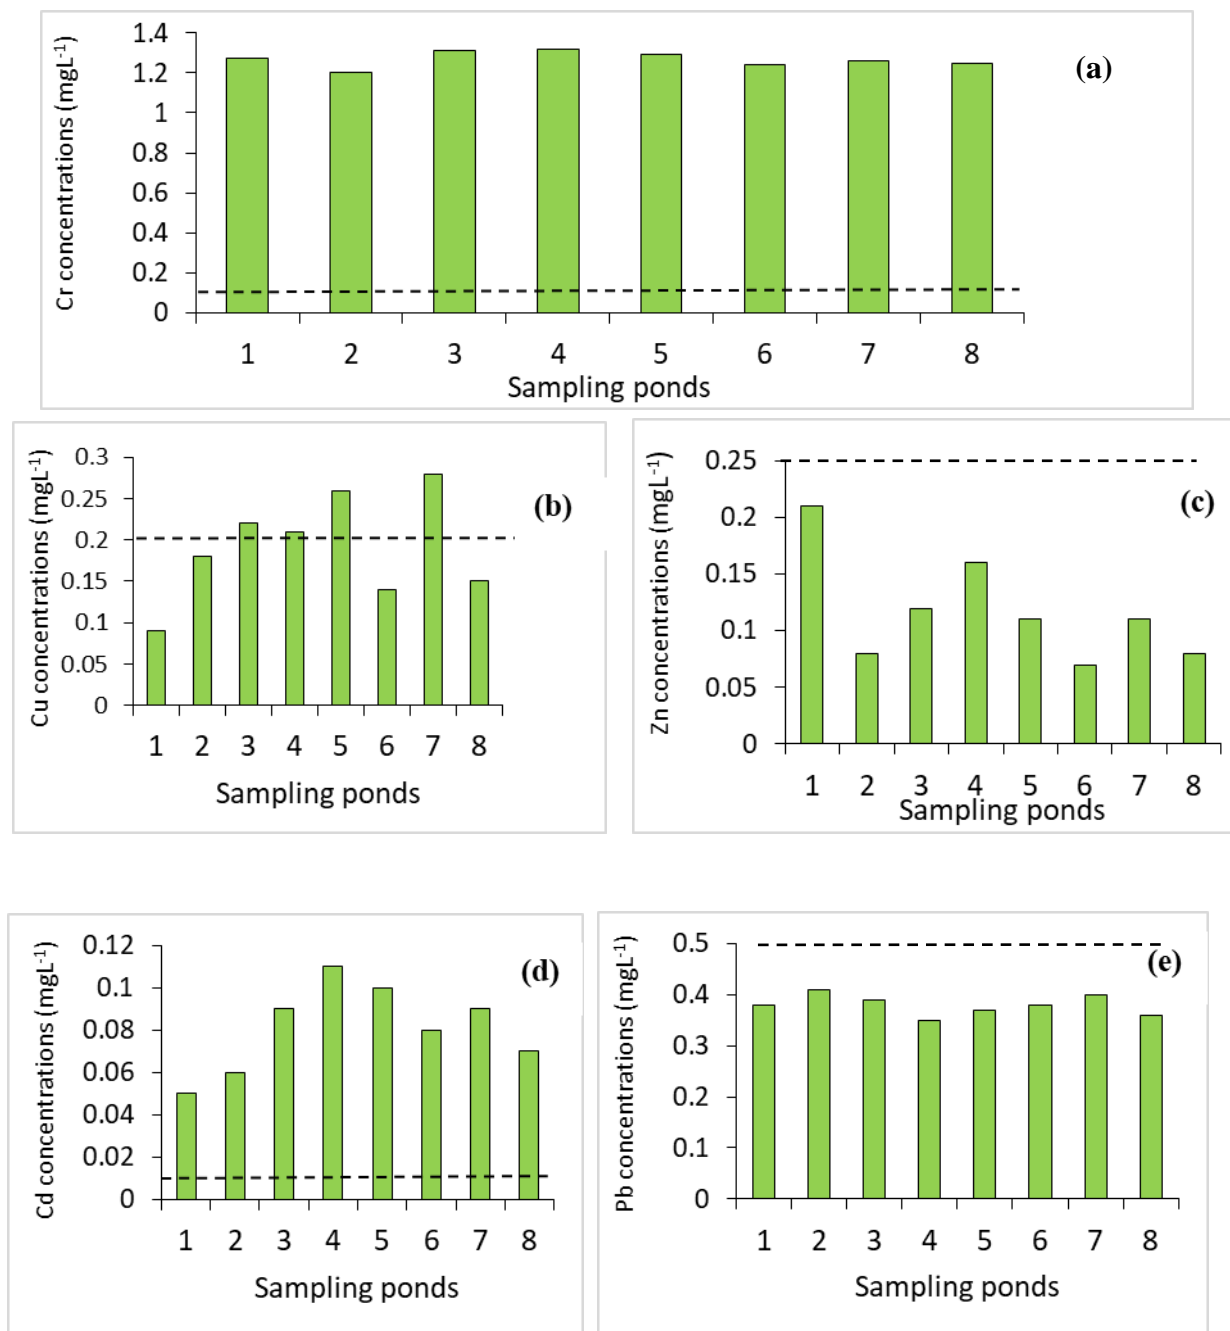 Cr concentrations (mgL-1)
1.4
1.2
1
0.8
0.6
0.4
0.2
0
(a)
1 2 3 4 5 6 7 8
Sampling ponds
Cu concentrations (mgL-1)
0.3
0.25
0.2
0.15
0.1
0.05
0
(b)
1 2 3 4 5 6 7 8
Sampling ponds
Zn concentrations (mgL-1)
0.25
0.2
0.15
0.1
0.05
0
(c)
1 2 3 4 5 6 7 8
Sampling ponds
Cd concentrations (mgL-1)
0.12
0.1
0.08
0.06
0.04
0.02
0
(d)
1 2 3 4 5 6 7 8
Sampling ponds
Pb concentrations (mgL-1)
0.5
0.4
0.3
0.2
0.1
0
(e)
1 2 3 4 5 6 7 8
Sampling ponds